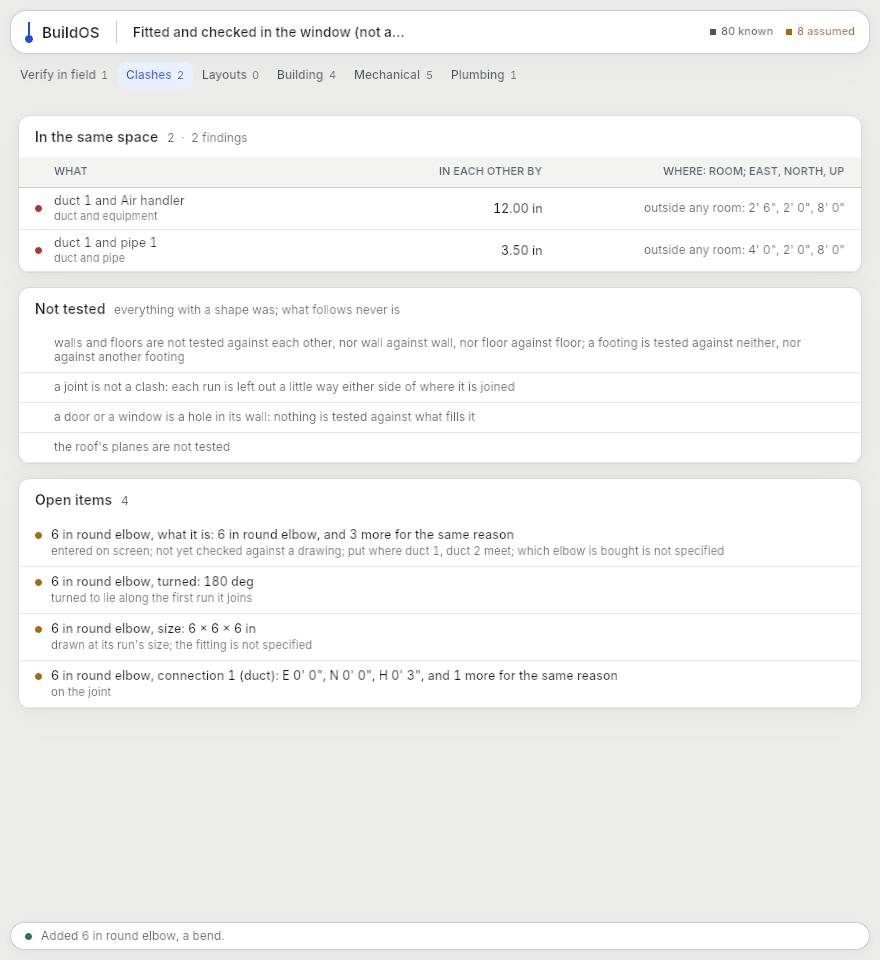 BuildOS
Fitted and checked in the window (not a...
80 known
8 assumed
Verify in field 1
Clashes 2
Layouts 0
Building 4
Mechanical 5
Plumbing 1
In the same space 2 · 2 findings
WHAT
IN EACH OTHER BY
WHERE: ROOM; EAST, NORTH, UP
duct 1 and Air handler
duct and equipment
12.00 in
outside any room: 2' 6", 2' 0", 8' 0"
duct 1 and pipe 1
duct and pipe
3.50 in
outside any room: 4' 0", 2' 0", 8' 0"
Not tested everything with a shape was; what follows never is
walls and floors are not tested against each other, nor wall against wall, nor floor against floor; a footing is tested against neither, nor
against another footing
a joint is not a clash: each run is left out a little way either side of where it is joined
a door or a window is a hole in its wall: nothing is tested against what fills it
the roof's planes are not tested
Open items 4
6 in round elbow, what it is: 6 in round elbow, and 3 more for the same reason
entered on screen; not yet checked against a drawing; put where duct 1, duct 2 meet; which elbow is bought is not specified
6 in round elbow, turned: 180 deg
turned to lie along the first run it joins
6 in round elbow, size: 6 × 6 × 6 in
drawn at its run's size; the fitting is not specified
6 in round elbow, connection 1 (duct): E 0' 0", N 0' 0", H 0' 3", and 1 more for the same reason
on the joint
Added 6 in round elbow, a bend.